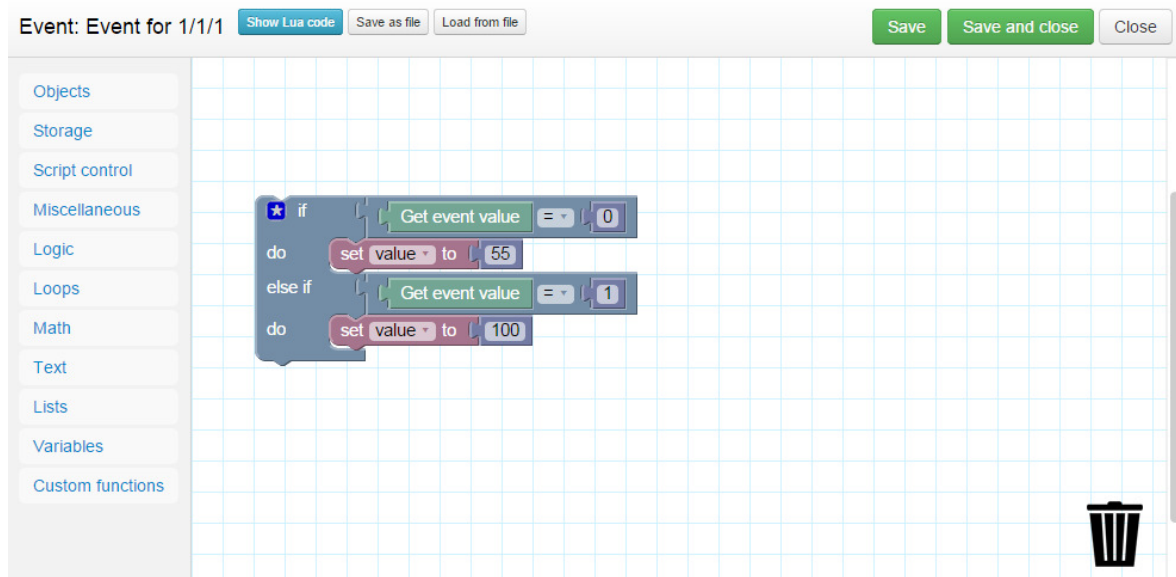 Event: Event for 1/1/1 Show Lua code Save as file Load from file Save Save and close Close
Objects
Storage
Script control
Miscellaneous
Logic
Loops
Math
Text
Lists
Variables
Custom functions
if Get event value = 0
do set value to 55
else if Get event value = 1
do set value to 100